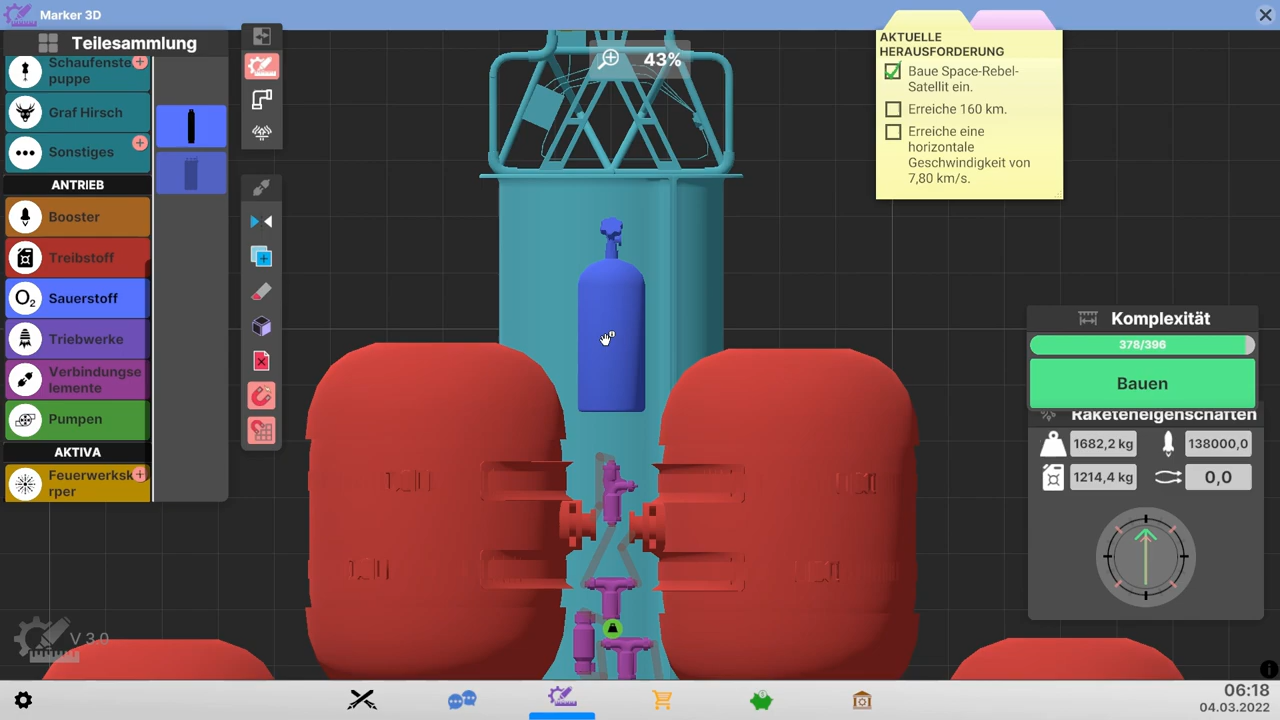 Marker 3D
Teilesammlung
Schaufenste
puppe
Graf Hirsch
Sonstiges
ANTRIEB
Booster
Treibstoff
O2 Sauerstoff
Triebwerke
Verbindungse
lemente
Pumpen
AKTIVA
Feuerwerksk
rper
43%
AKTUELLE
HERAUSFORDERUNG
Baue Space-Rebel-
Satellit ein.
Erreiche 160 km.
Erreiche eine
horizontale
Geschwindigkeit von
7,80 km/s.
Komplexität
378/396
Bauen
Raketeneigenschaften
1682,2 kg
138000,0
1214,4 kg
0,0
V 3.0
06:18
04.03.2022